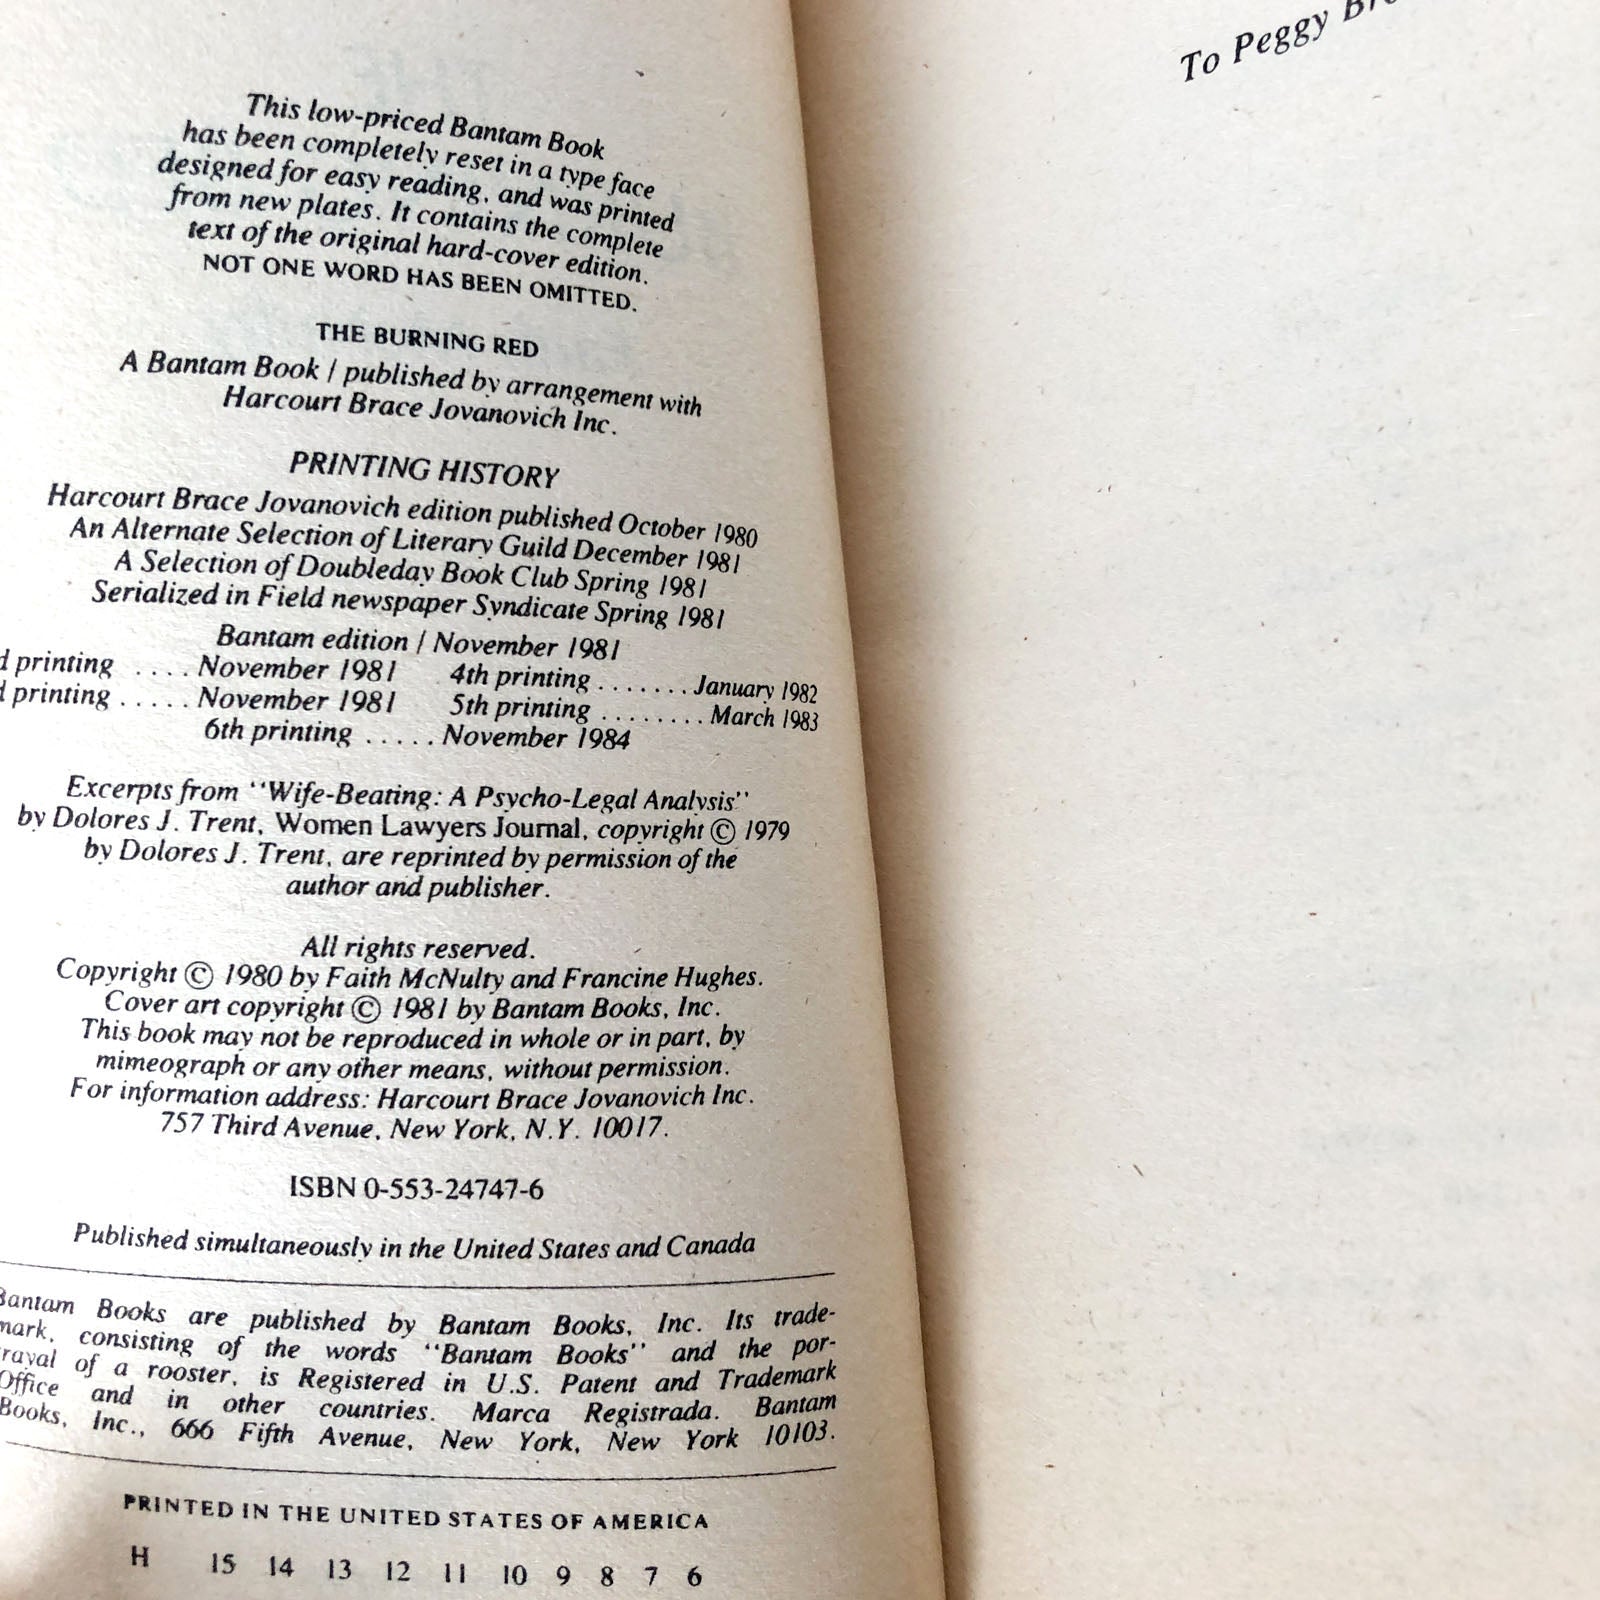 This low-priced Bantam Book
has been completely reset in a type face
designed for easy reading, and was printed
from new plates. It contains the complete
text of the original hard-cover edition.
NOT ONE WORD HAS BEEN OMITTED.
THE BURNING RED
A Bantam Book / published by arrangement with
Harcourt Brace Jovanovich Inc.
PRINTING HISTORY
Harcourt Brace Jovanovich edition published October 1980
An Alternate Selection of Literary Guild December 1981
A Selection of Doubleday Book Club Spring 1981
Serialized in Field newspaper Syndicate Spring 1981
Bantam edition / November 1981
printing .... November 1981 4th printing ....... January 1982
printing ..... November 1981 5th printing ........ March 1983
6th printing ..... November 1984
Excerpts from "Wife-Beating: A Psycho-Legal Analysis"
by Dolores J. Trent, Women Lawyers Journal, copyright © 1979
by Dolores J. Trent, are reprinted by permission of the
author and publisher.
All rights reserved.
Copyright © 1980 by Faith McNulty and Francine Hughes.
Cover art copyright © 1981 by Bantam Books, Inc.
This book may not be reproduced in whole or in part, by
mimeograph or any other means, without permission.
For information address: Harcourt Brace Jovanovich Inc.
757 Third Avenue, New York, N.Y. 10017.
ISBN 0-553-24747-6
Published simultaneously in the United States and Canada
Bantam Books are published by Bantam Books, Inc. Its trade-
mark, consisting of the words "Bantam Books" and the por-
trayal of a rooster, is Registered in U.S. Patent and Trademark
Office and in other countries. Marca Registrada. Bantam
Books, Inc., 666 Fifth Avenue, New York, New York 10103.
PRINTED IN THE UNITED STATES OF AMERICA
H 15 14 13 12 11 10 9 8 7 6
To Peggy